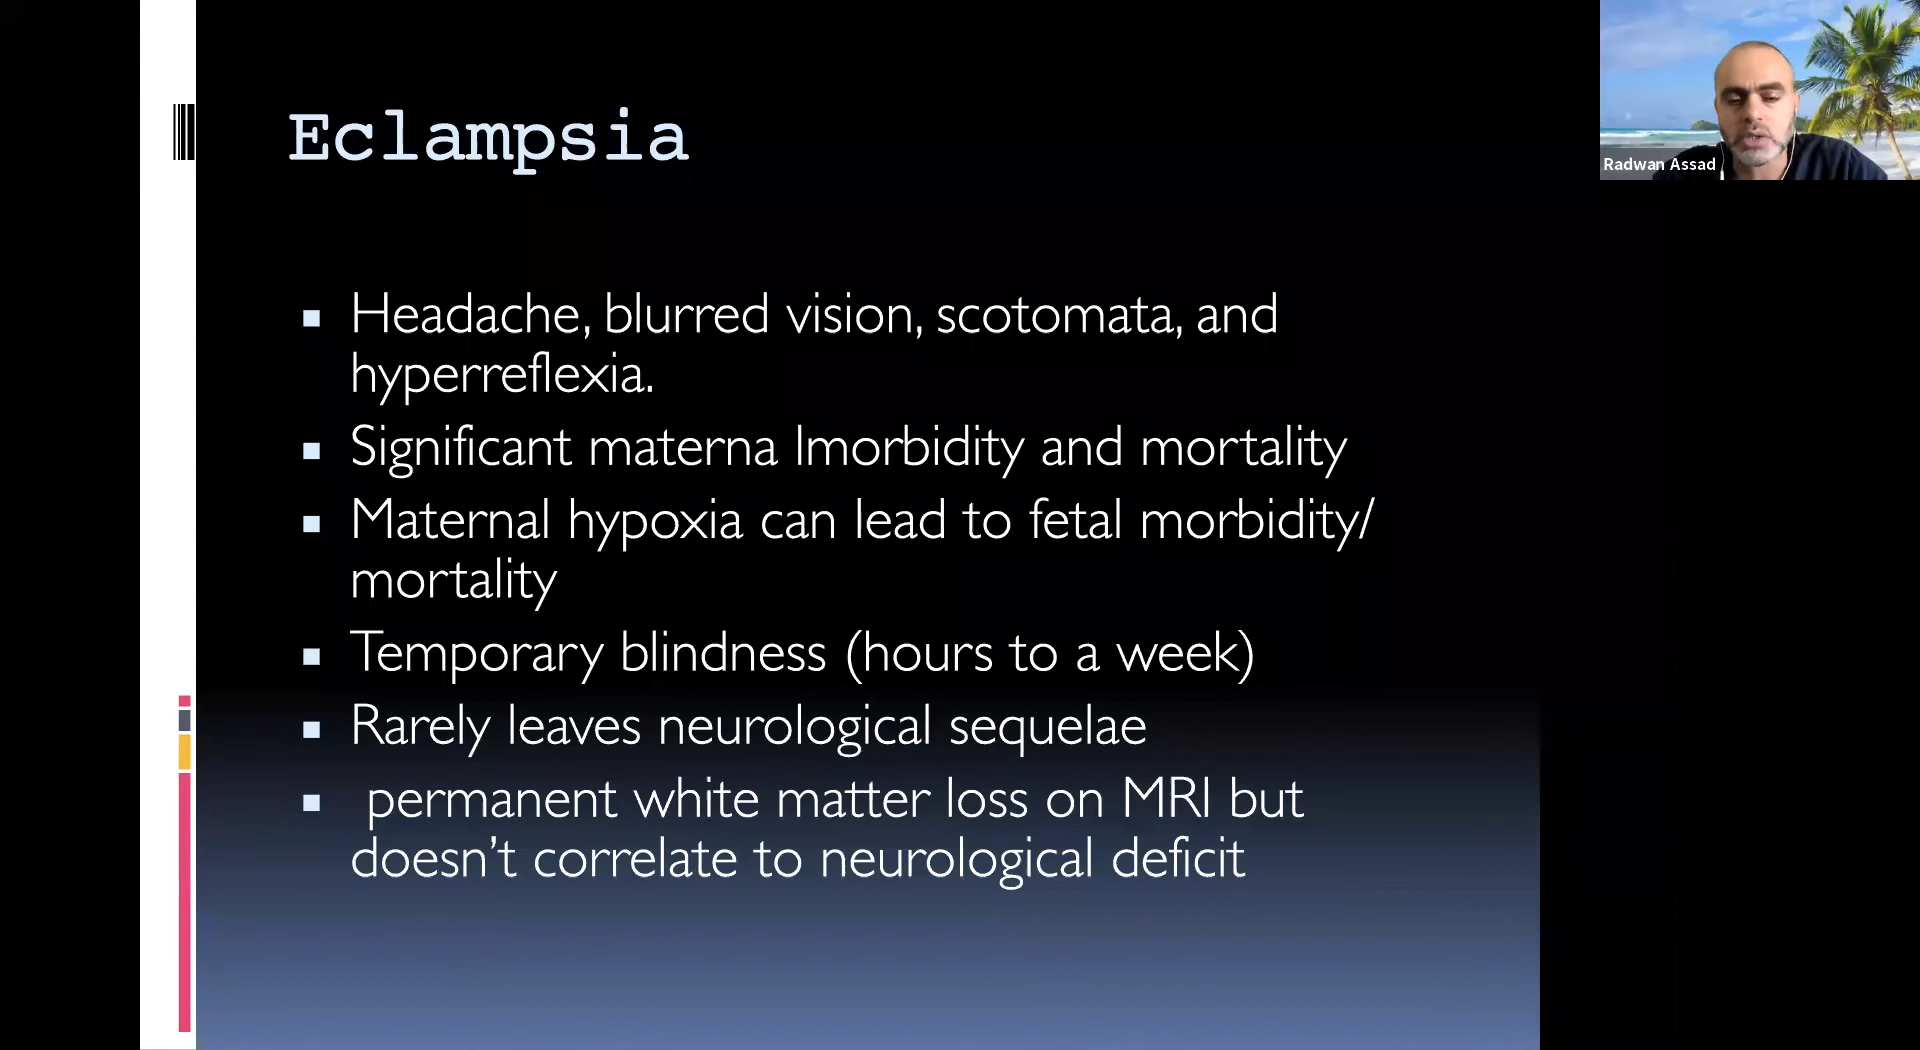 Eclampsia
Radwan Assad
Headache, blurred vision, scotomata, and
hyperreflexia.
Significant materna lmorbidity and mortality
Maternal hypoxia can lead to fetal morbidity/
mortality
Temporary blindness (hours to a week)
Rarely leaves neurological sequelae
permanent white matter loss on MRI but
doesn’t correlate to neurological deficit